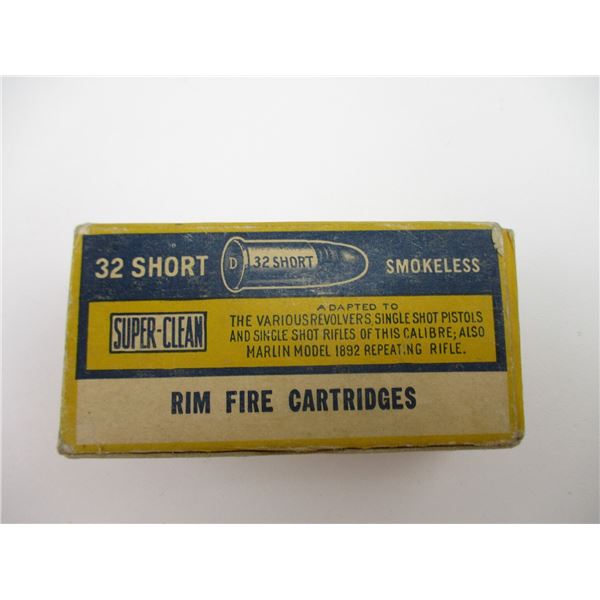 32 SHORT
D
32 SHORT
SMOKELESS
SUPER-CLEAN
ADAPTED TO
THE VARIOUS REVOLVERS, SINGLE SHOT PISTOLS
AND SINGLE SHOT RIFLES OF THIS CALIBRE; ALSO
MARLIN MODEL 1892 REPEATING RIFLE.
RIM FIRE CARTRIDGES